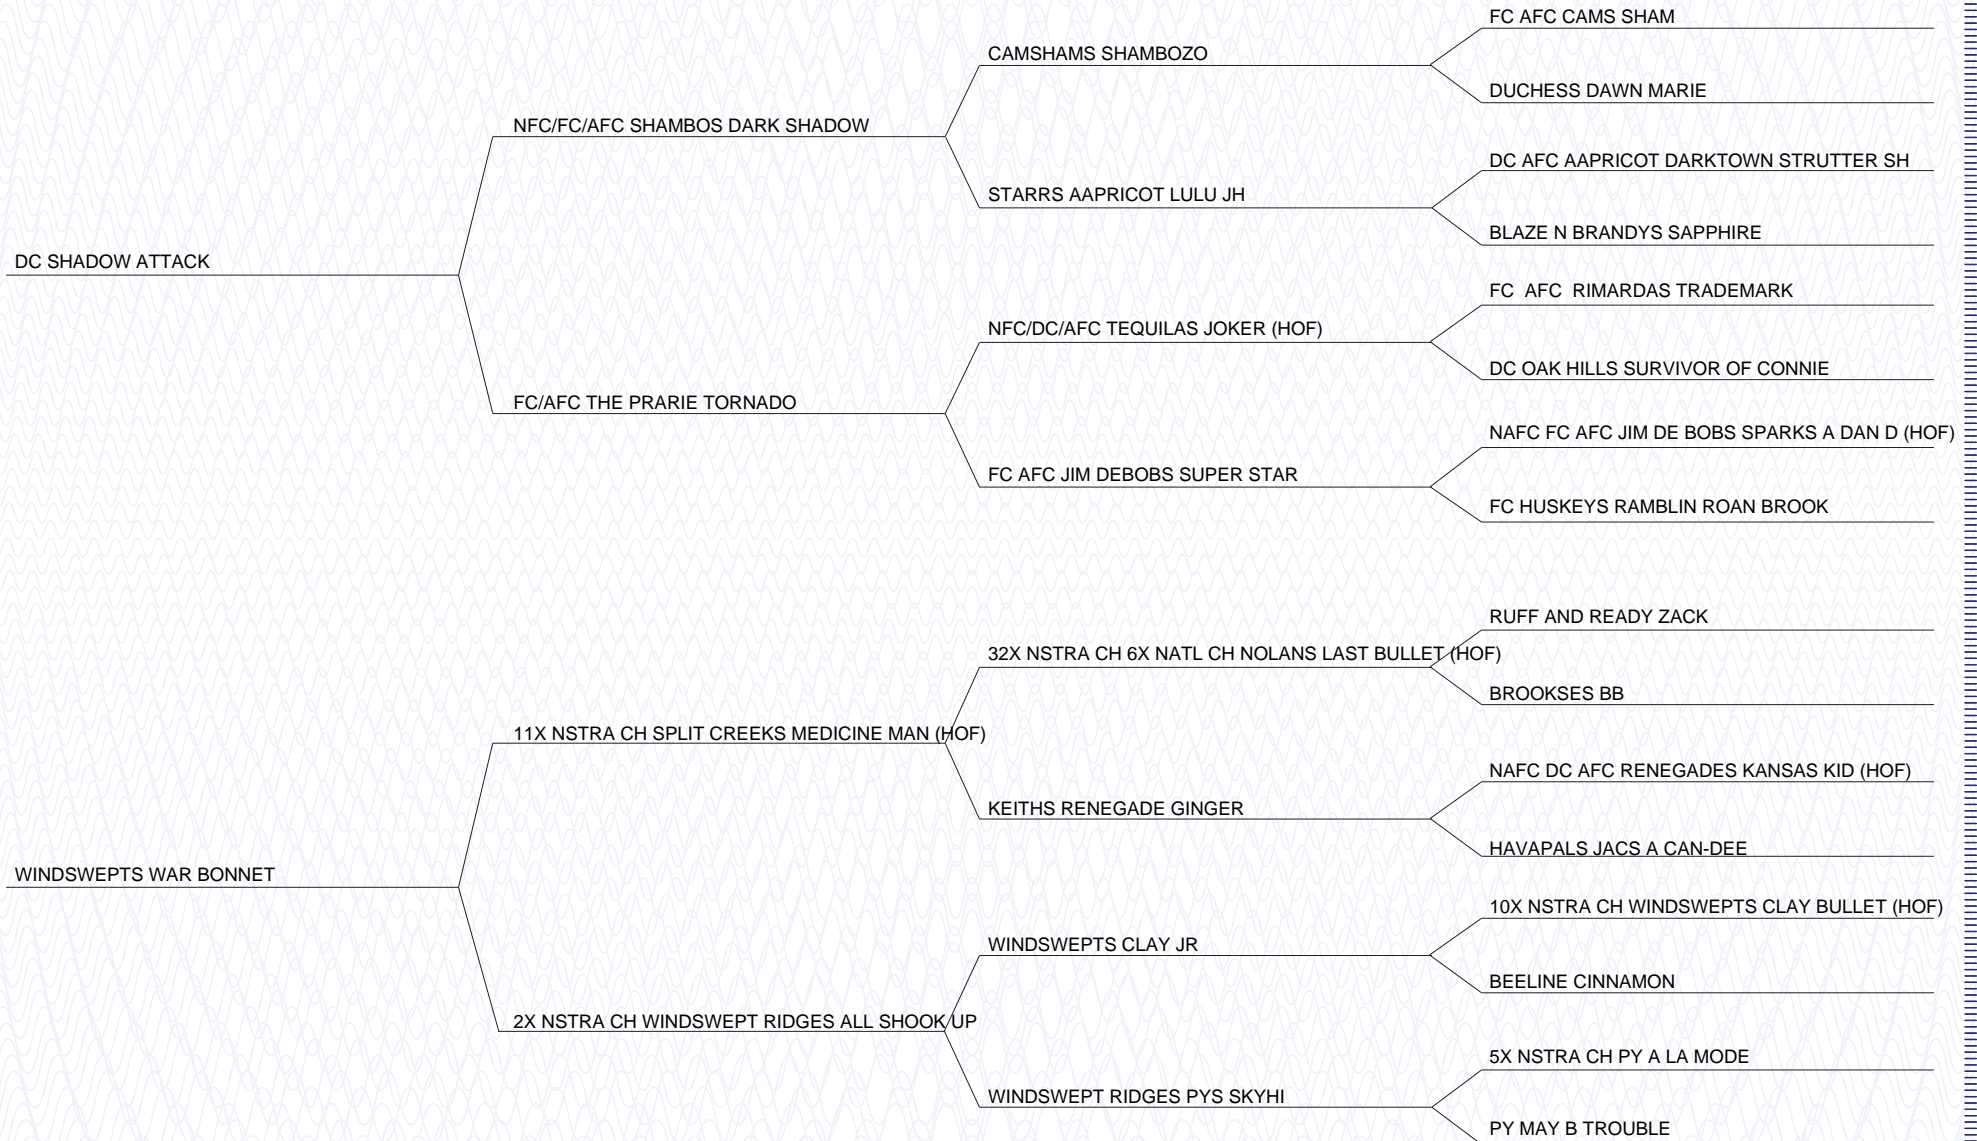 FC AFC CAMS SHAM
CAMSHAMS SHAMBOZO
DUCHESS DAWN MARIE
NFC/FC/AFC SHAMBOS DARK SHADOW
DC AFC AAPRICOT DARKTOWN STRUTTER SH
STARRS AAPRICOT LULU JH
BLAZE N BRANDYS SAPPHIRE
DC SHADOW ATTACK
FC  AFC  RIMARDAS TRADEMARK
NFC/DC/AFC TEQUILAS JOKER (HOF)
DC OAK HILLS SURVIVOR OF CONNIE
FC/AFC THE PRARIE TORNADO
NAFC FC AFC JIM DE BOBS SPARKS A DAN D (HOF)
FC AFC JIM DEBOBS SUPER STAR
FC HUSKEYS RAMBLIN ROAN BROOK
RUFF AND READY ZACK
32X NSTRA CH 6X NATL CH NOLANS LAST BULLET (HOF)
BROOKSES BB
11X NSTRA CH SPLIT CREEKS MEDICINE MAN (HOF)
NAFC DC AFC RENEGADES KANSAS KID (HOF)
KEITHS RENEGADE GINGER
HAVAPALS JACS A CAN-DEE
WINDSWEPTS WAR BONNET
10X NSTRA CH WINDSWEPTS CLAY BULLET (HOF)
WINDSWEPTS CLAY JR
BEELINE CINNAMON
2X NSTRA CH WINDSWEPT RIDGES ALL SHOOK UP
5X NSTRA CH PY A LA MODE
WINDSWEPT RIDGES PYS SKYHI
PY MAY B TROUBLE